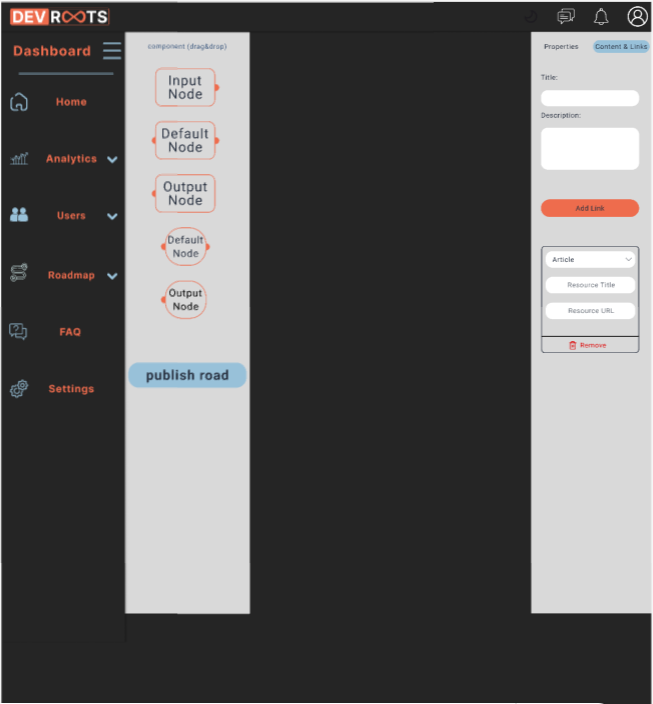 DEV ROOTS
Dashboard
Home
Analytics
Users
Roadmap
FAQ
Settings
component (drag&drop)
Input
Node
Default
Node
Output
Node
Default
Node
Output
Node
publish road
Properties
Content & Links
Title:
Description:
Add Link
Article
Resource Title
Resource URL
Remove